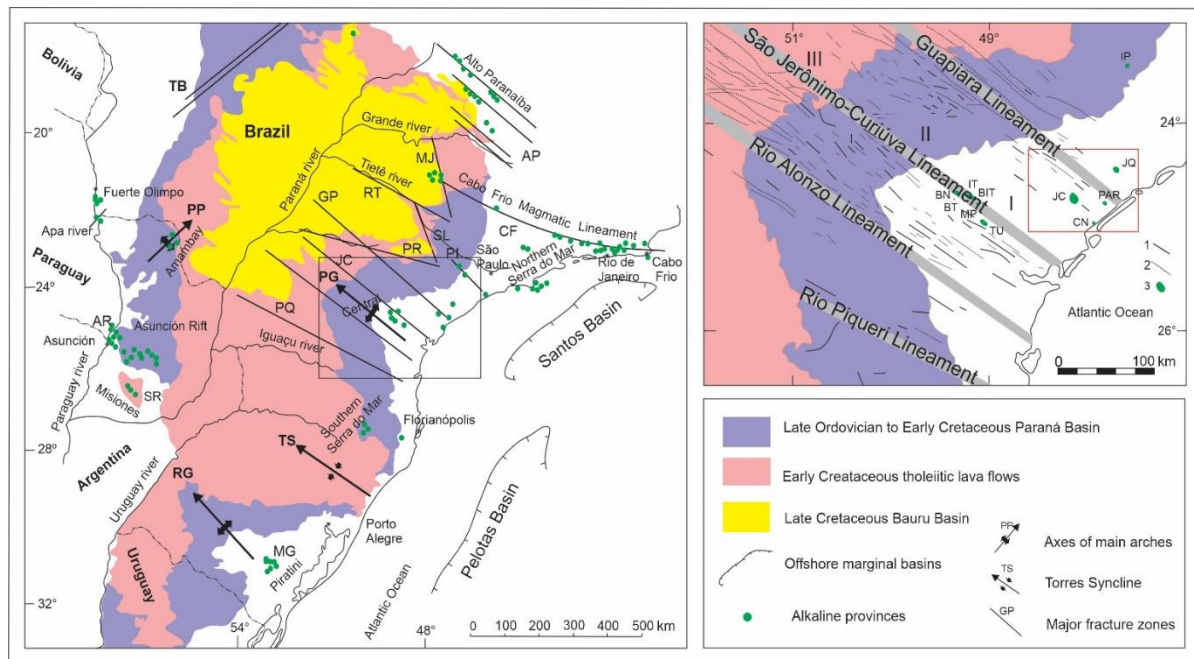 Bolivia
TB
Brazil
Alto Paranaíba
20°
Grande river
AP
MJ
Paraná river
Tietê river
Cabo Frio Magmatic Lineament
Fuerte Olimpo
PP
GP
RT
Apa river
Amambay
SL
CF
PR
PI
São Paulo
Northern Serra do Mar
Rio de Janeiro
Cabo Frio
Paraguay
JC
PG
24°
Central
PQ
Santos Basin
AR
Asunción Rift
Asunción
Iguaçu river
Paraguay river
Misiones
SR
Southern Serra do Mar
Florianópolis
28°
TS
Argentina
RG
Uruguay river
Pelotas Basin
Porto Alegre
MG
Piratini
Uruguay
Atlantic Ocean
32°
54°
48°
0 100 200 300 400 500 km
51°
49°
III
Guapiara Lineament
IP
São Jerônimo-Curiúva Lineament
24°
II
I
JQ
IT
BN
BIT
I
JC
PAR
BT
MP
CN
TU
Rio Alonzo Lineament
1
2
3
Atlantic Ocean
Rio Piqueri Lineament
26°
0
100 km
Late Ordovician to Early Cretaceous Paraná Basin
Early Creataceous tholeiitic lava flows
Late Cretaceous Bauru Basin
PP
Axes of main arches
Offshore marginal basins
TS
Torres Syncline
Alkaline provinces
GP
Major fracture zones